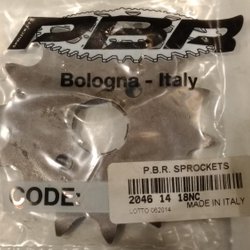 PBR
Bologna - Italy
CODE:
P.B.R. SPROCKETS
2046 14 18NC
LOTTO 062014 MADE IN ITALY